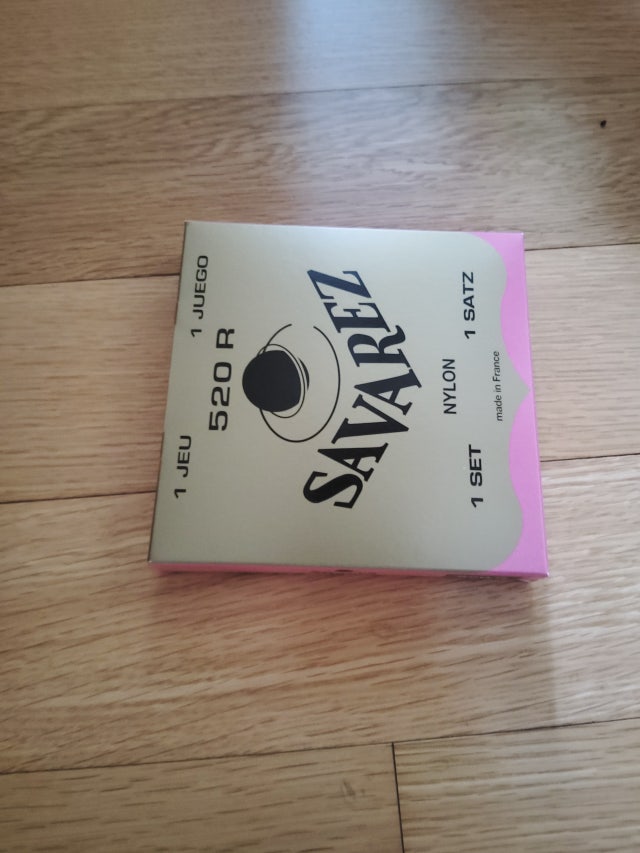 1 JEU 1 JUEGO
520 R
SAVAREZ
NYLON
1 SET 1 SATZ
made in France